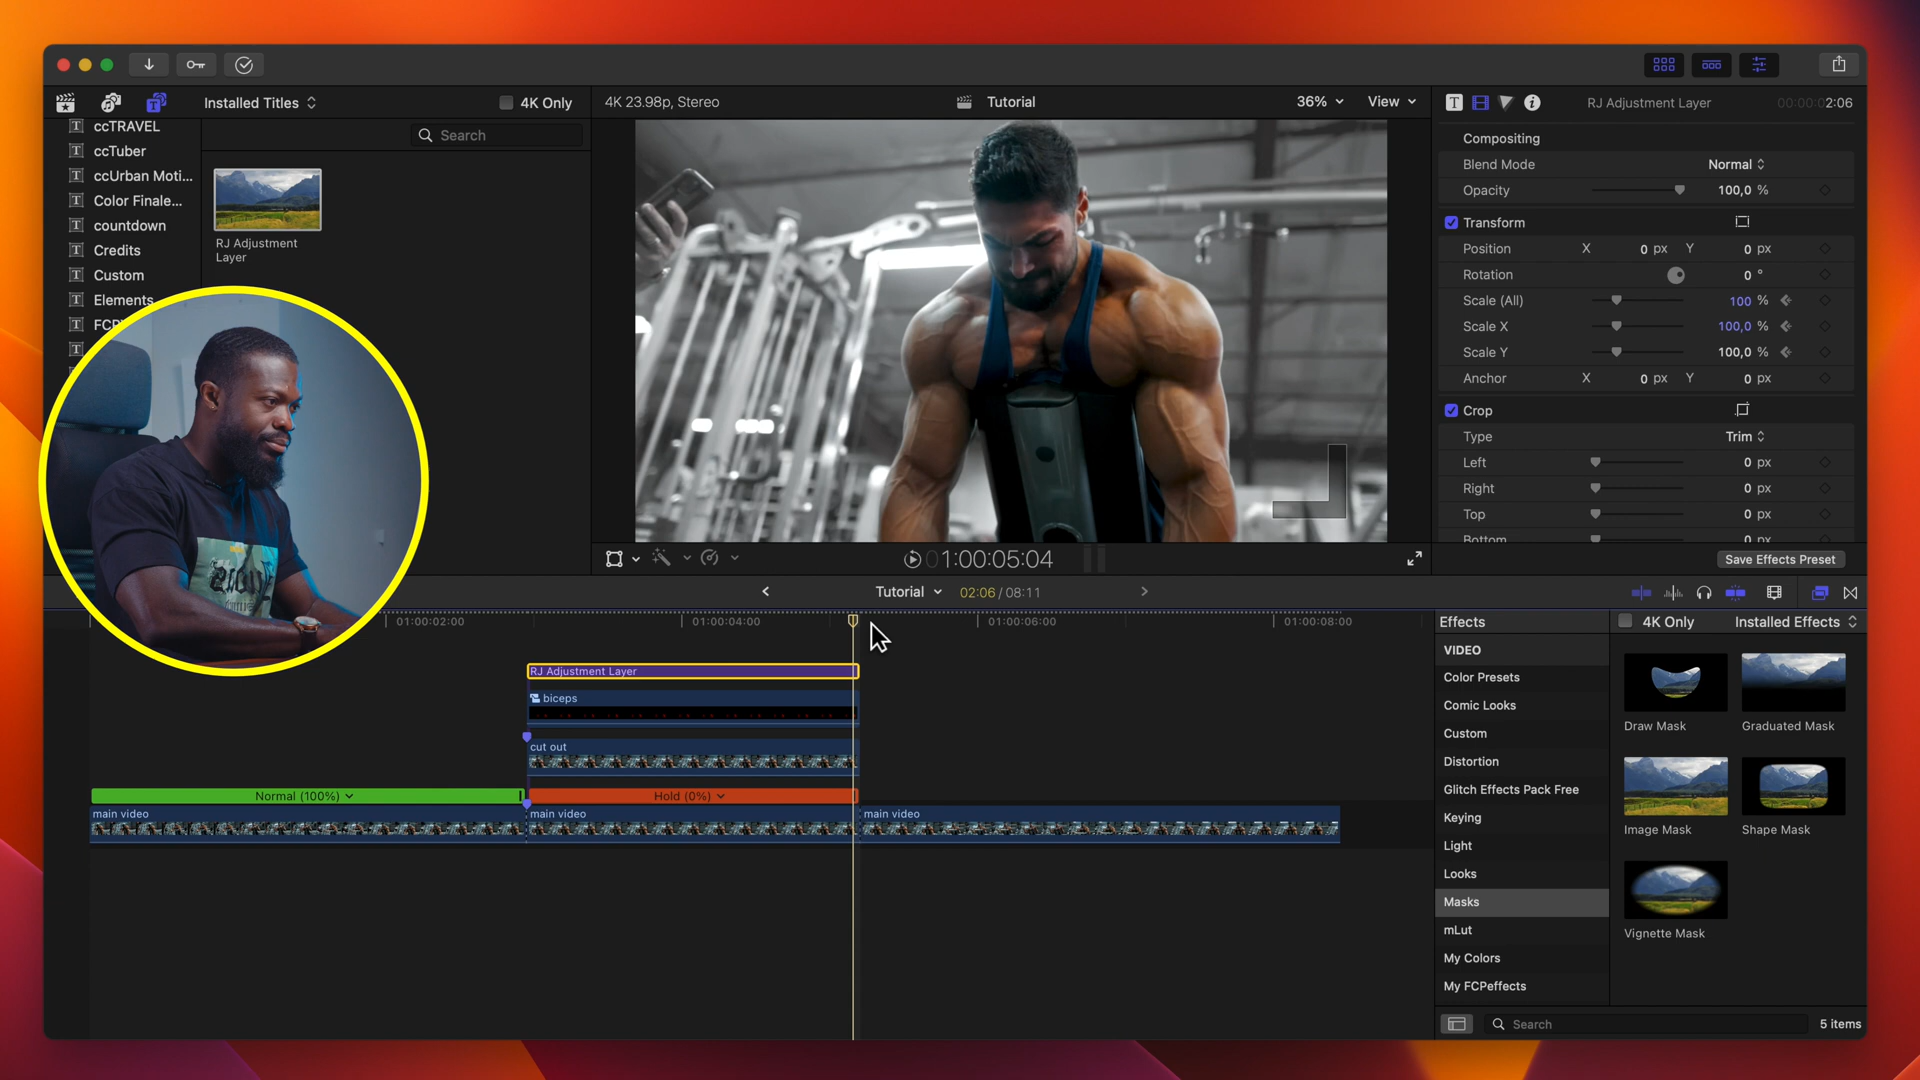 Installed Titles
4K Only
4K 23.98p, Stereo
Tutorial
36%
View
RJ Adjustment Layer
00:00:02:06
ccTRAVEL
ccTuber
ccUrban Moti...
Color Finale...
countdown
Credits
Custom
Elements
Search
RJ Adjustment
Layer
Compositing
Blend Mode
Normal
Opacity
100,0 %
Transform
Position
X
0 px
Y
0 px
Rotation
0 °
Scale (All)
100 %
Scale X
100,0 %
Scale Y
100,0 %
Anchor
X
0 px
Y
0 px
Crop
Type
Trim
Left
0 px
Right
0 px
Top
0 px
Bottom
0 px
Save Effects Preset
01:00:05:04
Tutorial
02:06 / 08:11
01:00:02:00
01:00:04:00
01:00:06:00
01:00:08:00
RJ Adjustment Layer
biceps
cut out
Normal (100%)
Hold (0%)
main video
main video
main video
Effects
4K Only
Installed Effects
VIDEO
Color Presets
Comic Looks
Custom
Distortion
Glitch Effects Pack Free
Keying
Light
Looks
Masks
mLut
My Colors
My FCPeffects
Draw Mask
Graduated Mask
Image Mask
Shape Mask
Vignette Mask
Search
5 items